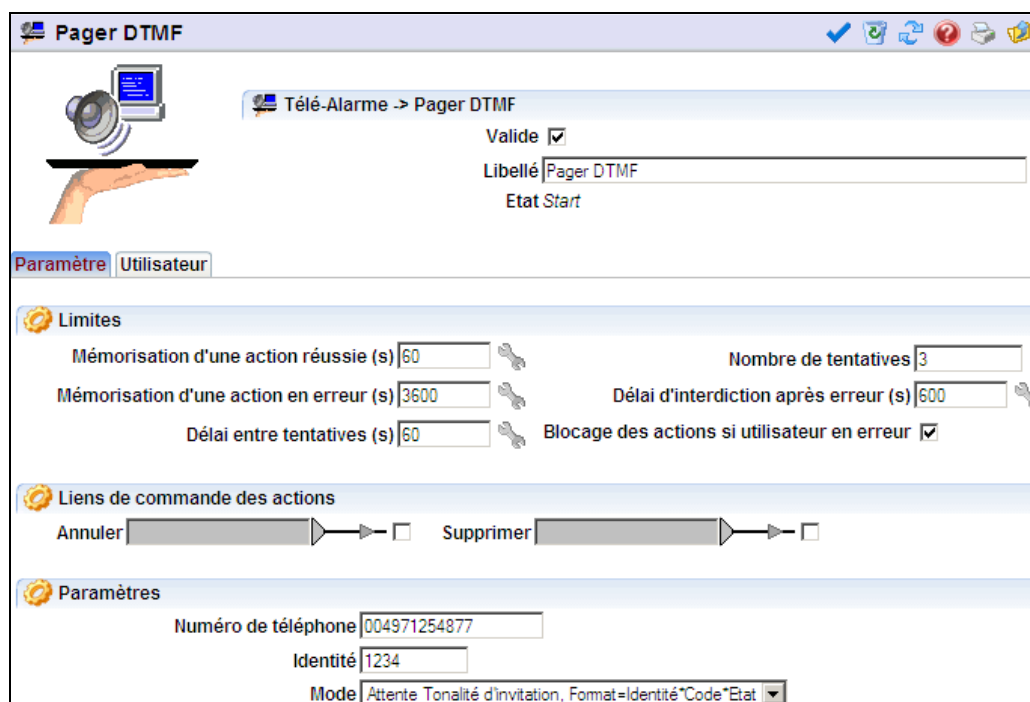 Pager DTMF
Télé-Alarme -> Pager DTMF
Valide
Libellé Pager DTMF
Etat Start
Paramètre Utilisateur
Limites
Mémorisation d'une action réussie (s) 60 Nombre de tentatives 3
Mémorisation d'une action en erreur (s) 3600 Délai d'interdiction après erreur (s) 600
Délai entre tentatives (s) 60 Blocage des actions si utilisateur en erreur
Liens de commande des actions
Annuler Supprimer
Paramètres
Numéro de téléphone 004971254877
Identité 1234
Mode Attente Tonalité d'invitation, Format=Identité*Code*Etat